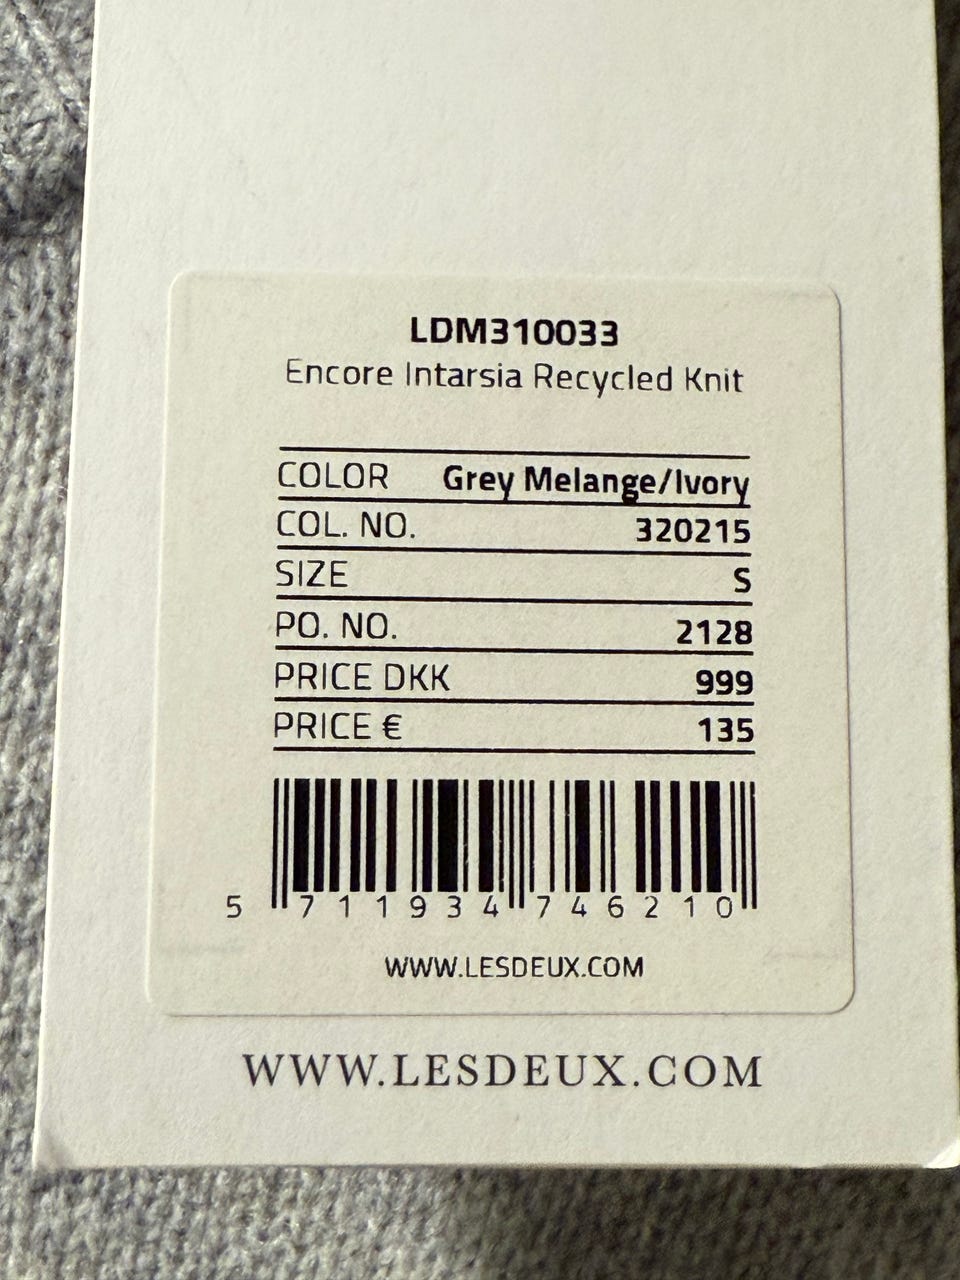 LDM310033
Encore Intarsia Recycled Knit
COLOR Grey Melange/Ivory
COL. NO. 320215
SIZE S
PO. NO. 2128
PRICE DKK 999
PRICE € 135
5 711934 746210
WWW.LESDEUX.COM
WWW.LESDEUX.COM